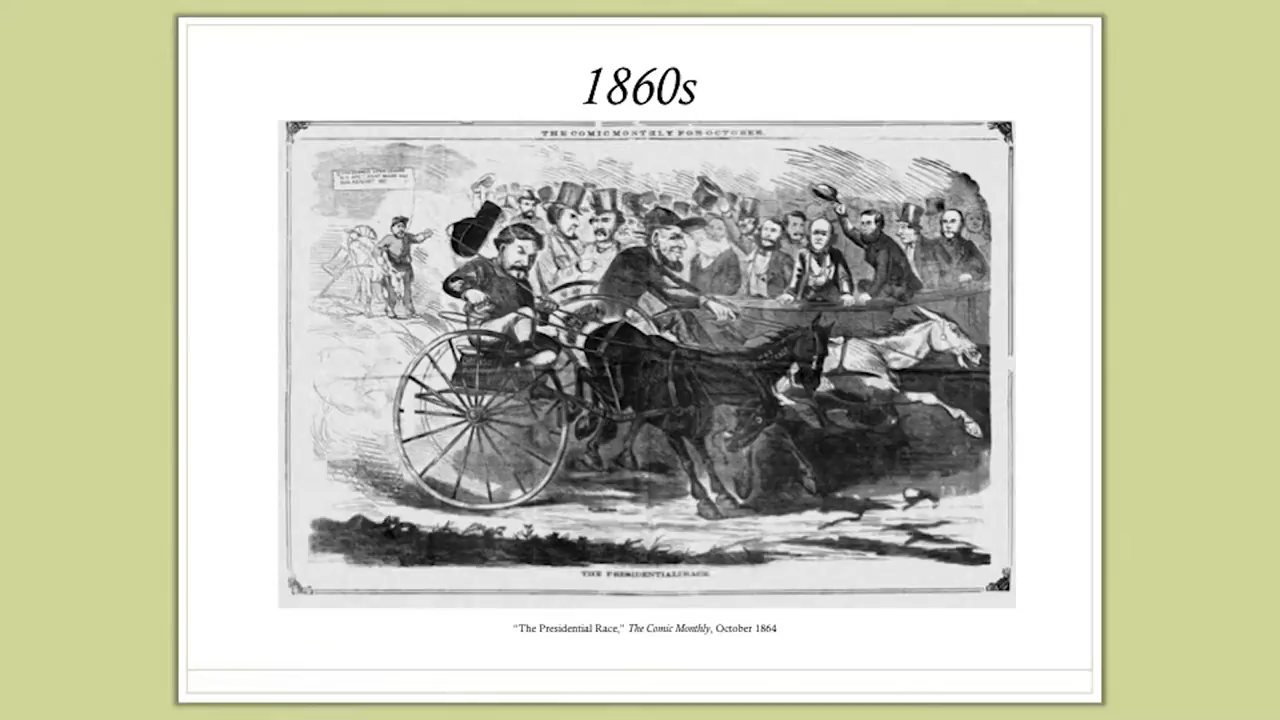 1860s
THE COMIC MONTHLY FOR OCTOBER.
THE PRESIDENTIAL RACE.
"The Presidential Race," The Comic Monthly, October 1864